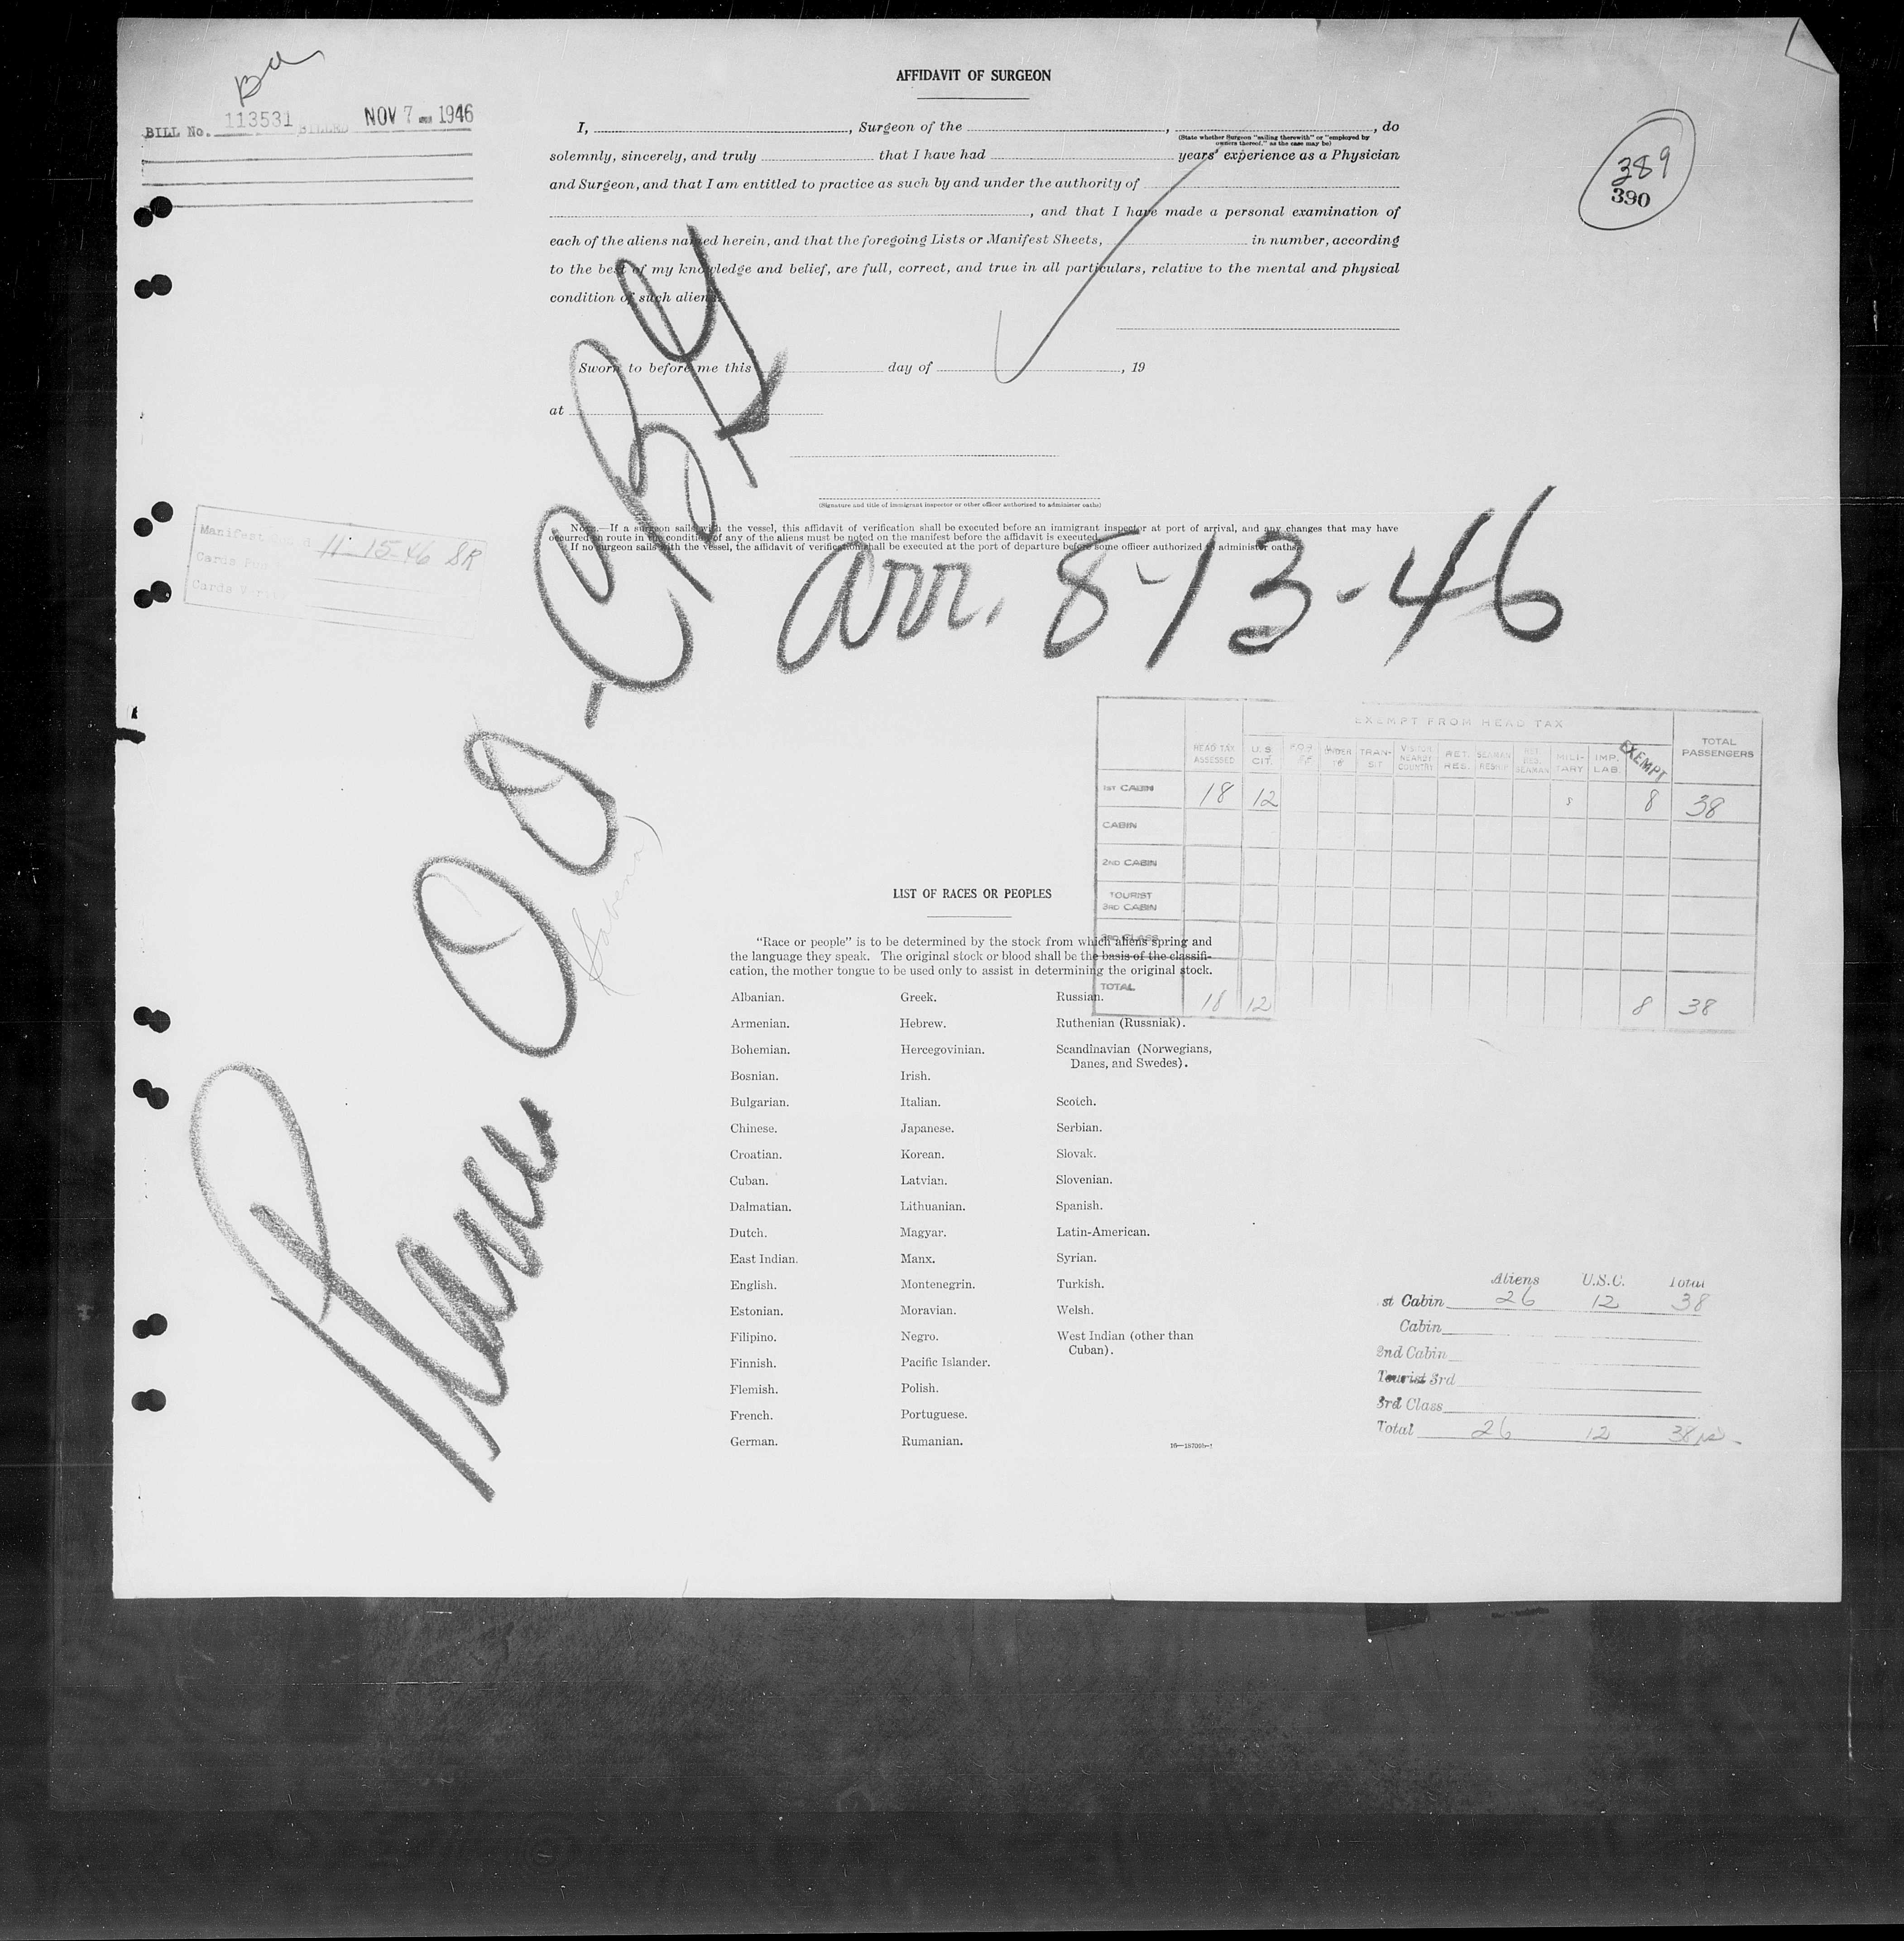 Bd
BILL No. 113531 BILLED NOV 7 1946
AFFIDAVIT OF SURGEON
389
390
I, , Surgeon of the , , do
(State whether Surgeon "sailing therewith" or "employed by
owners thereof," as the case may be)
solemnly, sincerely, and truly that I have had years' experience as a Physician
and Surgeon, and that I am entitled to practice as such by and under the authority of
, and that I have made a personal examination of
each of the aliens named herein, and that the foregoing Lists or Manifest Sheets, in number, according
to the best of my knowledge and belief, are full, correct, and true in all particulars, relative to the mental and physical
condition of such aliens.
Sworn to before me this day of , 19
at
(Signature and title of immigrant inspector or other officer authorized to administer oaths)
Note.—If a surgeon sails with the vessel, this affidavit of verification shall be executed before an immigrant inspector at port of arrival, and any changes that may have
occurred en route in the condition of any of the aliens must be noted on the manifest before the affidavit is executed.
If no surgeon sails with the vessel, the affidavit of verification shall be executed at the port of departure before some officer authorized to administer oaths.
Manifest 11-15-46 SR
Cards
Cards
Plane OO-CBH
(Sabena)
arr. 8-13-46
EXEMPT FROM HEAD TAX
HEAD TAX ASSESSED U.S. CIT. UNDER 16 TRAN-SIT VISITOR NEARBY COUNTRY RET. RES. SEAMAN RESHIP RET. RES. SEAMAN MILI-TARY IMP. LAB. EXEMPT TOTAL PASSENGERS
1ST CABIN 18 12 8 38
CABIN
2ND CABIN
TOURIST
3RD CABIN
3RD CLASS
TOTAL 18 12 8 38
LIST OF RACES OR PEOPLES
"Race or people" is to be determined by the stock from which aliens spring and
the language they speak. The original stock or blood shall be the basis of the classifi-
cation, the mother tongue to be used only to assist in determining the original stock.
Albanian. Greek. Russian.
Armenian. Hebrew. Ruthenian (Russniak).
Bohemian. Hercegovinian. Scandinavian (Norwegians,
Danes, and Swedes).
Bosnian. Irish.
Bulgarian. Italian. Scotch.
Chinese. Japanese. Serbian.
Croatian. Korean. Slovak.
Cuban. Latvian. Slovenian.
Dalmatian. Lithuanian. Spanish.
Dutch. Magyar. Latin-American.
East Indian. Manx. Syrian.
English. Montenegrin. Turkish.
Estonian. Moravian. Welsh.
Filipino. Negro. West Indian (other than
Cuban).
Finnish. Pacific Islander.
Flemish. Polish.
French. Portuguese.
German. Rumanian.
Aliens U.S.C. Total
st Cabin 26 12 38
Cabin
2nd Cabin
Tourist 3rd
3rd Class
Total 26 12 38